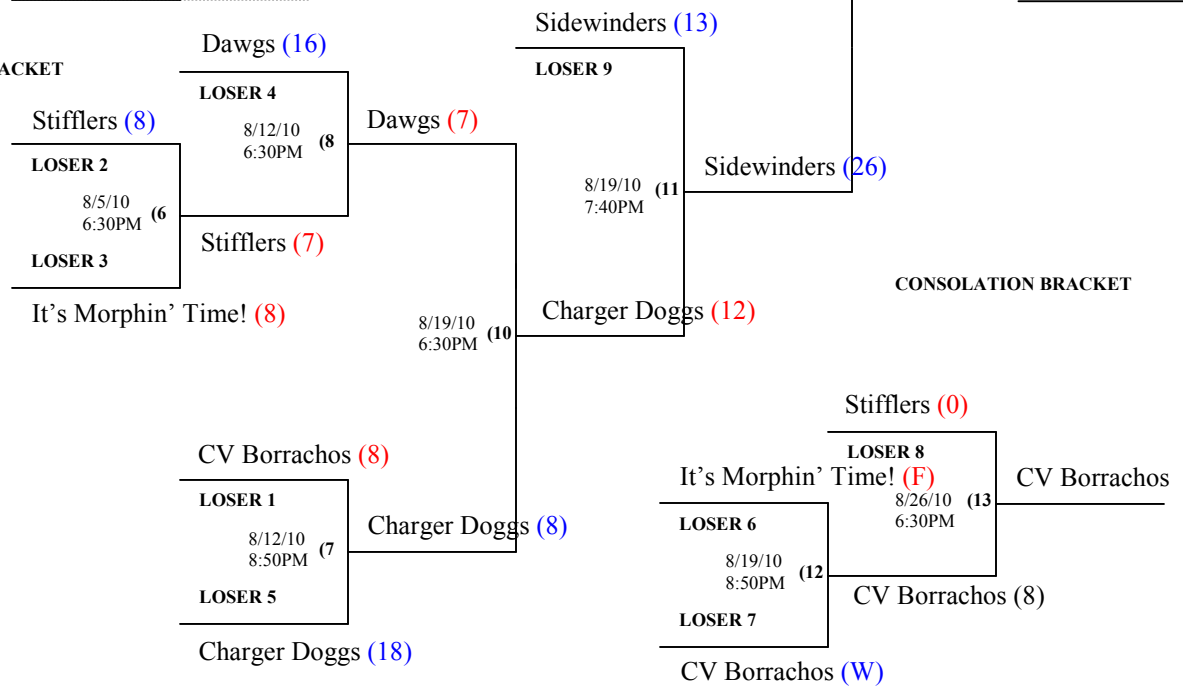 Sidewinders (13)
Dawgs (16)
ACKET
LOSER 9
LOSER 4
Stifflers (8)
8/12/10 (8
6:30PM
Dawgs (7)
LOSER 2
Sidewinders (26)
8/19/10 (11
7:40PM
8/5/10 (6
6:30PM
Stifflers (7)
LOSER 3
CONSOLATION BRACKET
It's Morphin’ Time! (8)
Charger Doggs (12)
8/19/10 (10
6:30PM
Stifflers (0)
CV Borrachos (8)
LOSER 8
It's Morphin’ Time! (F)
CV Borrachos
LOSER 1
8/26/10 (13
6:30PM
Charger Doggs (8)
LOSER 6
8/12/10 (7
8:50PM
8/19/10 (12
8:50PM
LOSER 5
CV Borrachos (8)
LOSER 7
Charger Doggs (18)
CV Borrachos (W)